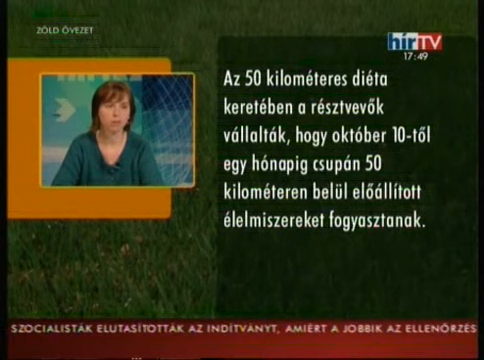 ZÖLD ÖVEZET
hírTV
17:49
Az 50 kilométeres diéta
keretében a résztvevők
vállalták, hogy október 10-től
egy hónapig csupán 50
kilométeren belül előállított
élelmiszereket fogyasztanak.
SZOCIALISTÁK ELUTASÍTOTTÁK AZ INDÍTVÁNYT, AMIÉRT A JOBBIK AZ ELLENŐRZÉS